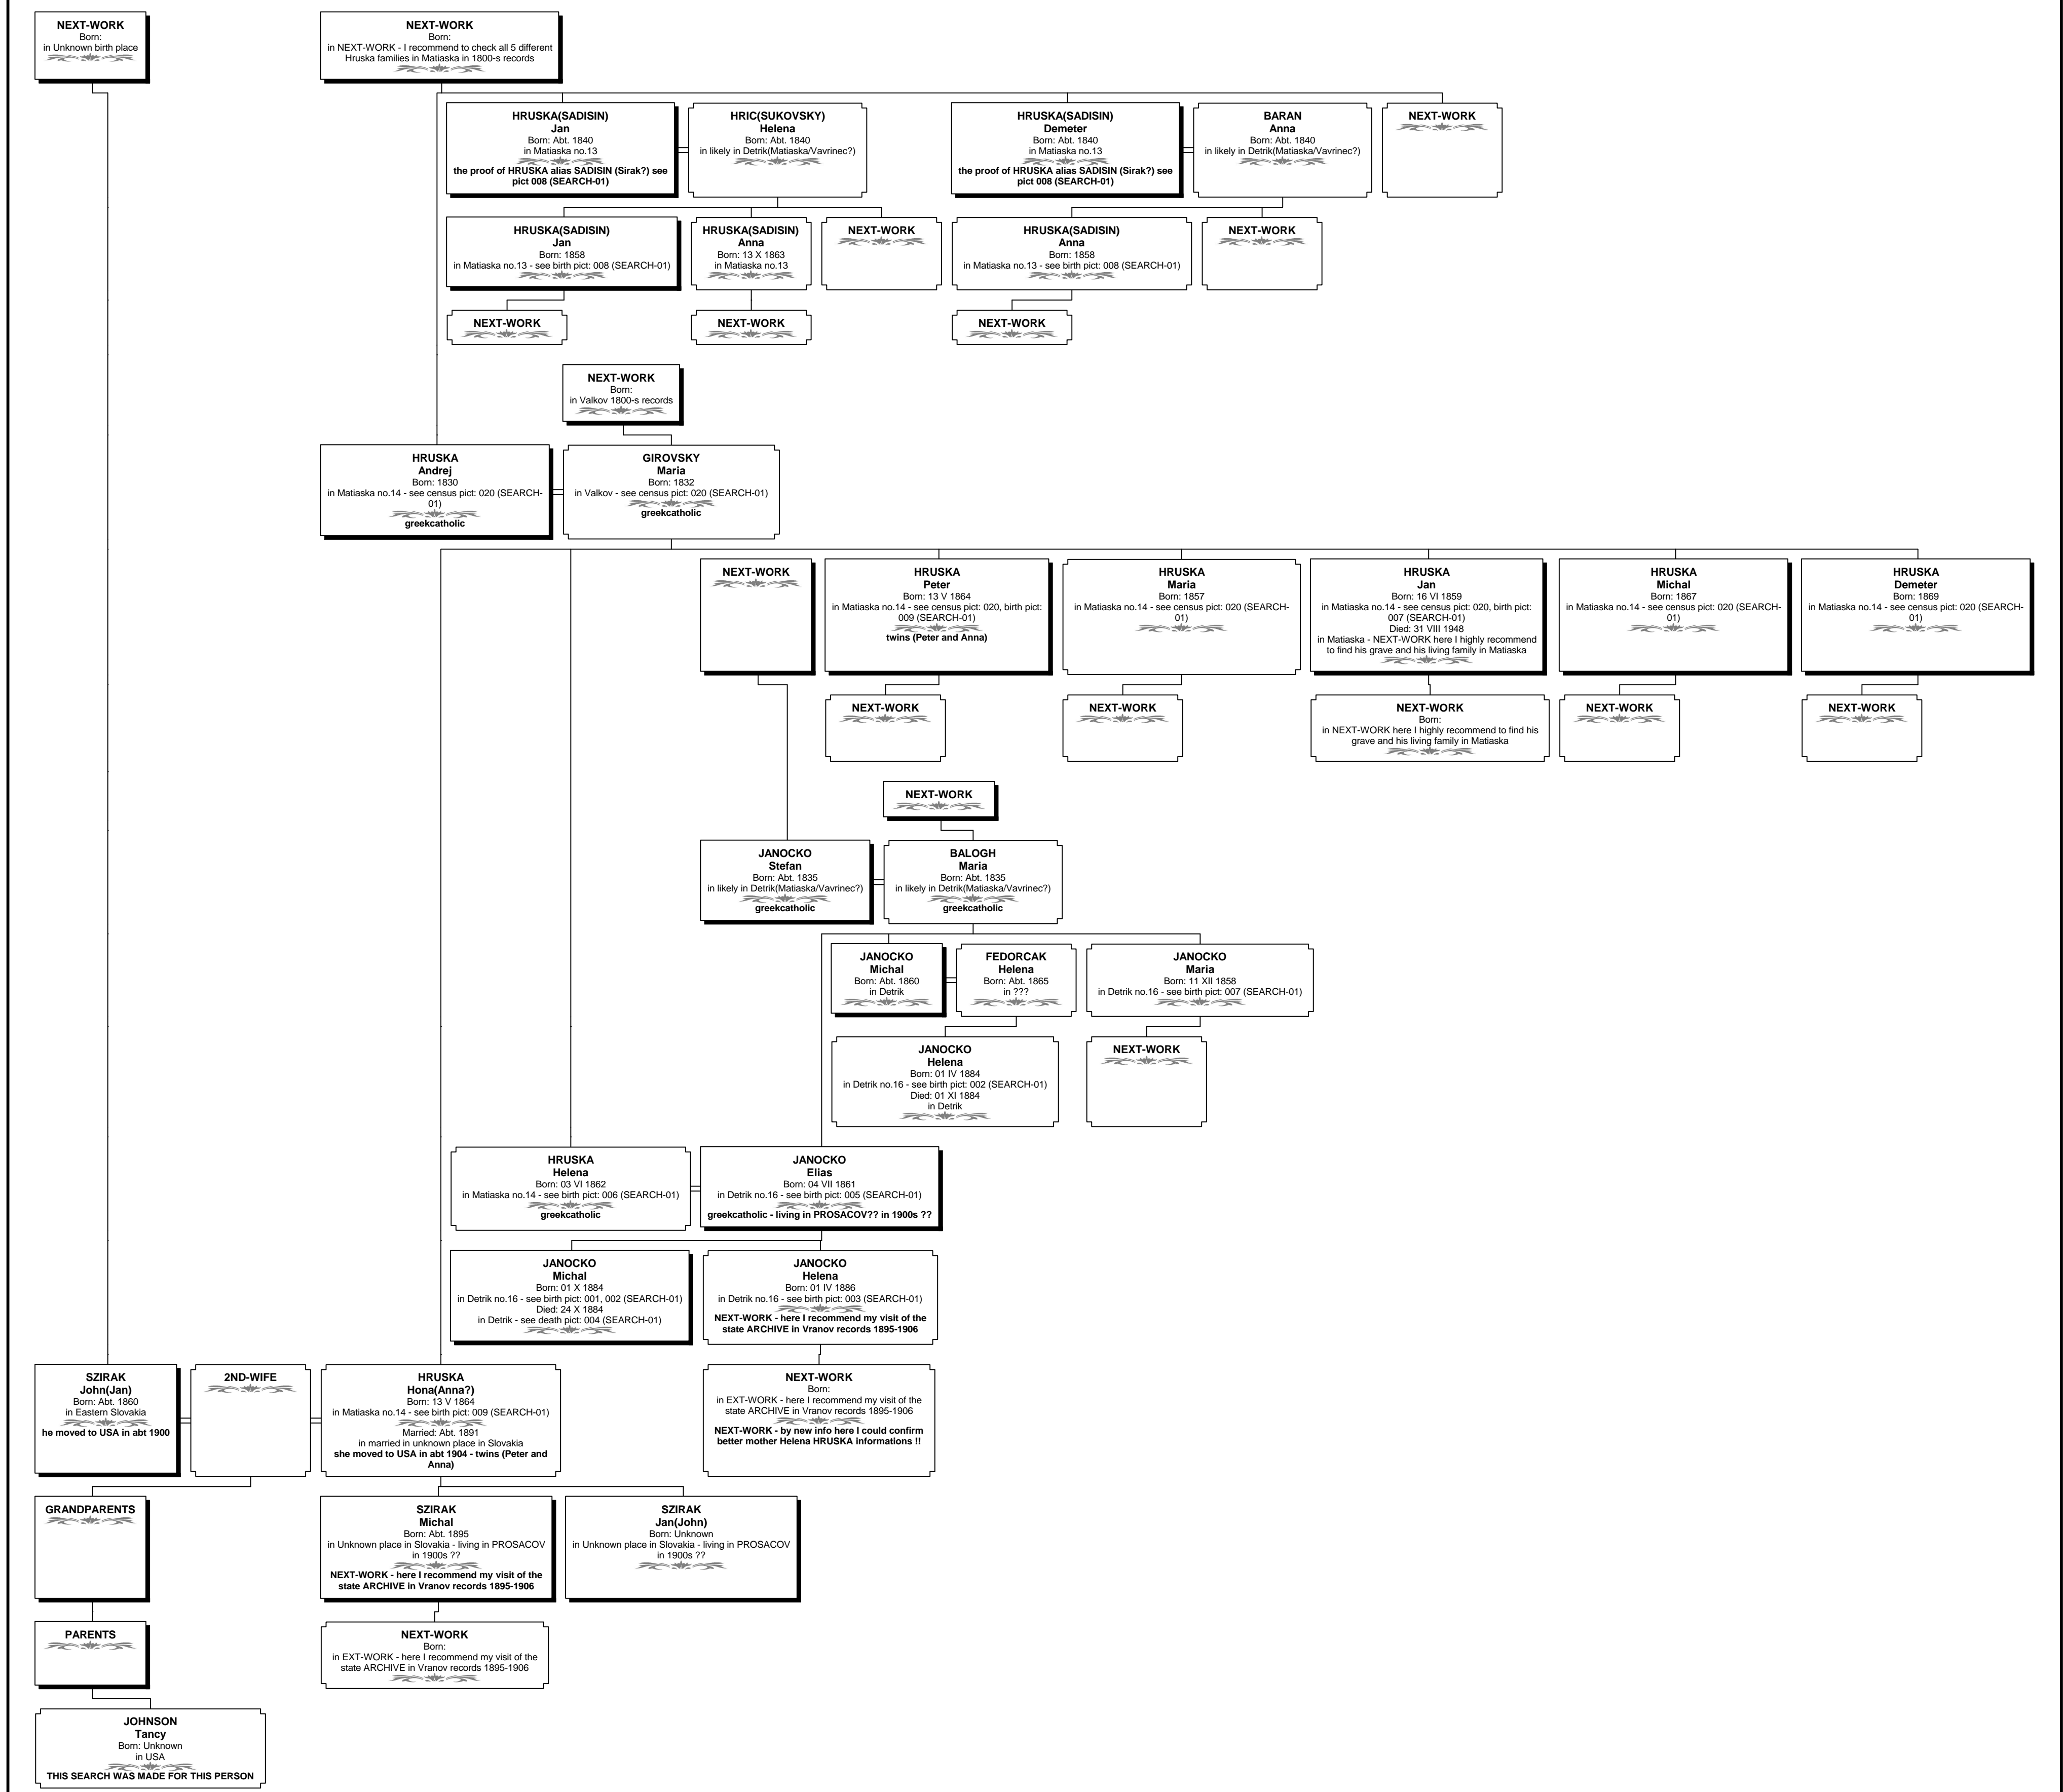 NEXT-WORK
Born:
in Unknown birth place
NEXT-WORK
Born:
in NEXT-WORK - I recommend to check all 5 different
Hruska families in Matiaska in 1800-s records
HRUSKA(SADISIN)
Jan
Born: Abt. 1840
in Matiaska no.13
the proof of HRUSKA alias SADISIN (Sirak?) see
pict 008 (SEARCH-01)
HRIC(SUKOVSKY)
Helena
Born: Abt. 1840
in likely in Detrik(Matiaska/Vavrinec?)
HRUSKA(SADISIN)
Demeter
Born: Abt. 1840
in Matiaska no.13
the proof of HRUSKA alias SADISIN (Sirak?) see
pict 008 (SEARCH-01)
BARAN
Anna
Born: Abt. 1840
in likely in Detrik(Matiaska/Vavrinec?)
NEXT-WORK
HRUSKA(SADISIN)
Jan
Born: 1858
in Matiaska no.13 - see birth pict: 008 (SEARCH-01)
HRUSKA(SADISIN)
Anna
Born: 13 X 1863
in Matiaska no.13
NEXT-WORK
HRUSKA(SADISIN)
Anna
Born: 1858
in Matiaska no.13 - see birth pict: 008 (SEARCH-01)
NEXT-WORK
NEXT-WORK
NEXT-WORK
NEXT-WORK
NEXT-WORK
Born:
in Valkov 1800-s records
HRUSKA
Andrej
Born: 1830
in Matiaska no.14 - see census pict: 020 (SEARCH-
01)
greekcatholic
GIROVSKY
Maria
Born: 1832
in Valkov - see census pict: 020 (SEARCH-01)
greekcatholic
NEXT-WORK
HRUSKA
Peter
Born: 13 V 1864
in Matiaska no.14 - see census pict: 020, birth pict:
009 (SEARCH-01)
twins (Peter and Anna)
HRUSKA
Maria
Born: 1857
in Matiaska no.14 - see census pict: 020 (SEARCH-
01)
HRUSKA
Jan
Born: 16 VI 1859
in Matiaska no.14 - see census pict: 020, birth pict:
007 (SEARCH-01)
Died: 31 VIII 1948
in Matiaska - NEXT-WORK here I highly recommend
to find his grave and his living family in Matiaska
HRUSKA
Michal
Born: 1867
in Matiaska no.14 - see census pict: 020 (SEARCH-
01)
HRUSKA
Demeter
Born: 1869
in Matiaska no.14 - see census pict: 020 (SEARCH-
01)
NEXT-WORK
NEXT-WORK
NEXT-WORK
Born:
in NEXT-WORK here I highly recommend to find his
grave and his living family in Matiaska
NEXT-WORK
NEXT-WORK
NEXT-WORK
JANOCKO
Stefan
Born: Abt. 1835
in likely in Detrik(Matiaska/Vavrinec?)
greekcatholic
BALOGH
Maria
Born: Abt. 1835
in likely in Detrik(Matiaska/Vavrinec?)
greekcatholic
JANOCKO
Michal
Born: Abt. 1860
in Detrik
FEDORCAK
Helena
Born: Abt. 1865
in ???
JANOCKO
Maria
Born: 11 XII 1858
in Detrik no.16 - see birth pict: 007 (SEARCH-01)
JANOCKO
Helena
Born: 01 IV 1884
in Detrik no.16 - see birth pict: 002 (SEARCH-01)
Died: 01 XI 1884
in Detrik
NEXT-WORK
HRUSKA
Helena
Born: 03 VI 1862
in Matiaska no.14 - see birth pict: 006 (SEARCH-01)
greekcatholic
JANOCKO
Elias
Born: 04 VII 1861
in Detrik no.16 - see birth pict: 005 (SEARCH-01)
greekcatholic - living in PROSACOV?? in 1900s ??
JANOCKO
Michal
Born: 01 X 1884
in Detrik no.16 - see birth pict: 001, 002 (SEARCH-01)
Died: 24 X 1884
in Detrik - see death pict: 004 (SEARCH-01)
JANOCKO
Helena
Born: 01 IV 1886
in Detrik no.16 - see birth pict: 003 (SEARCH-01)
NEXT-WORK - here I recommend my visit of the
state ARCHIVE in Vranov records 1895-1906
SZIRAK
John(Jan)
Born: Abt. 1860
in Eastern Slovakia
he moved to USA in abt 1900
2ND-WIFE
HRUSKA
Hona(Anna?)
Born: 13 V 1864
in Matiaska no.14 - see birth pict: 009 (SEARCH-01)
Married: Abt. 1891
in married in unknown place in Slovakia
she moved to USA in abt 1904 - twins (Peter and
Anna)
NEXT-WORK
Born:
in EXT-WORK - here I recommend my visit of the
state ARCHIVE in Vranov records 1895-1906
NEXT-WORK - by new info here I could confirm
better mother Helena HRUSKA informations !!
GRANDPARENTS
SZIRAK
Michal
Born: Abt. 1895
in Unknown place in Slovakia - living in PROSACOV
in 1900s ??
NEXT-WORK - here I recommend my visit of the
state ARCHIVE in Vranov records 1895-1906
SZIRAK
Jan(John)
Born: Unknown
in Unknown place in Slovakia - living in PROSACOV
in 1900s ??
PARENTS
NEXT-WORK
Born:
in EXT-WORK - here I recommend my visit of the
state ARCHIVE in Vranov records 1895-1906
JOHNSON
Tancy
Born: Unknown
in USA
THIS SEARCH WAS MADE FOR THIS PERSON